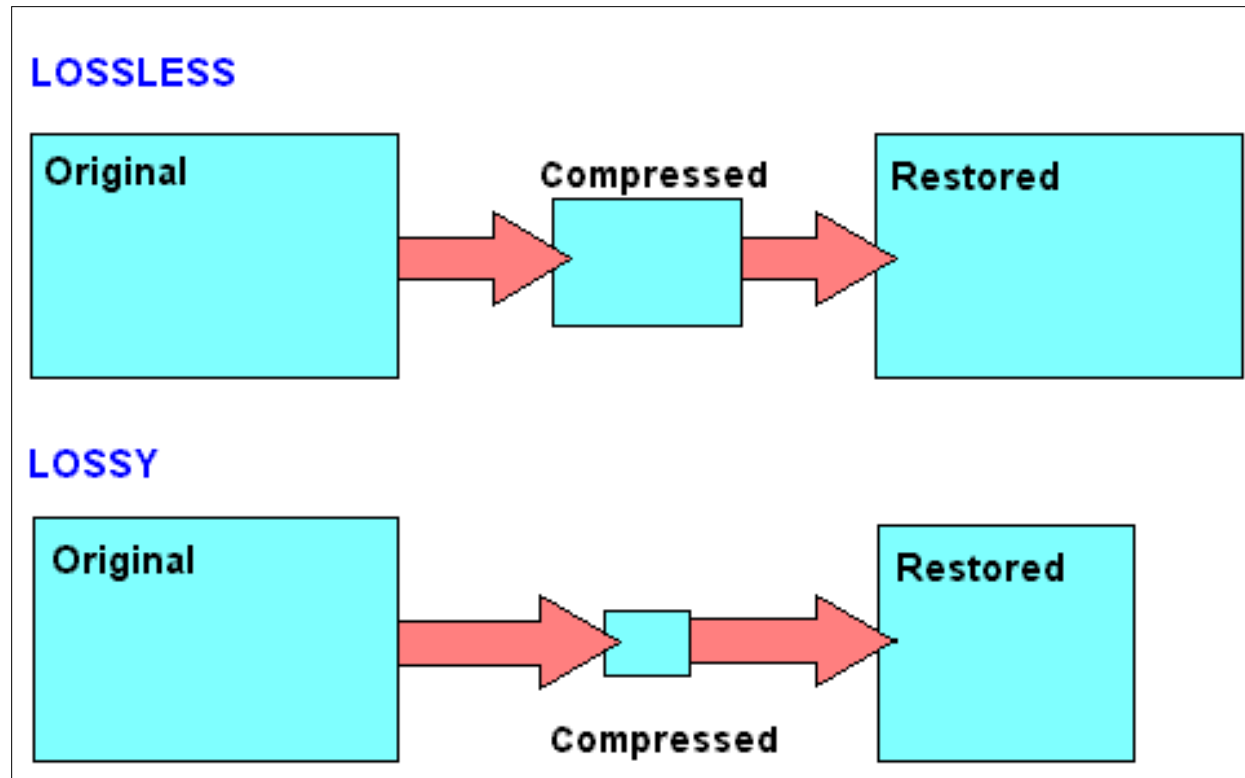 LOSSLESS
Original
Compressed
Restored
LOSSY
Original
Restored
Compressed